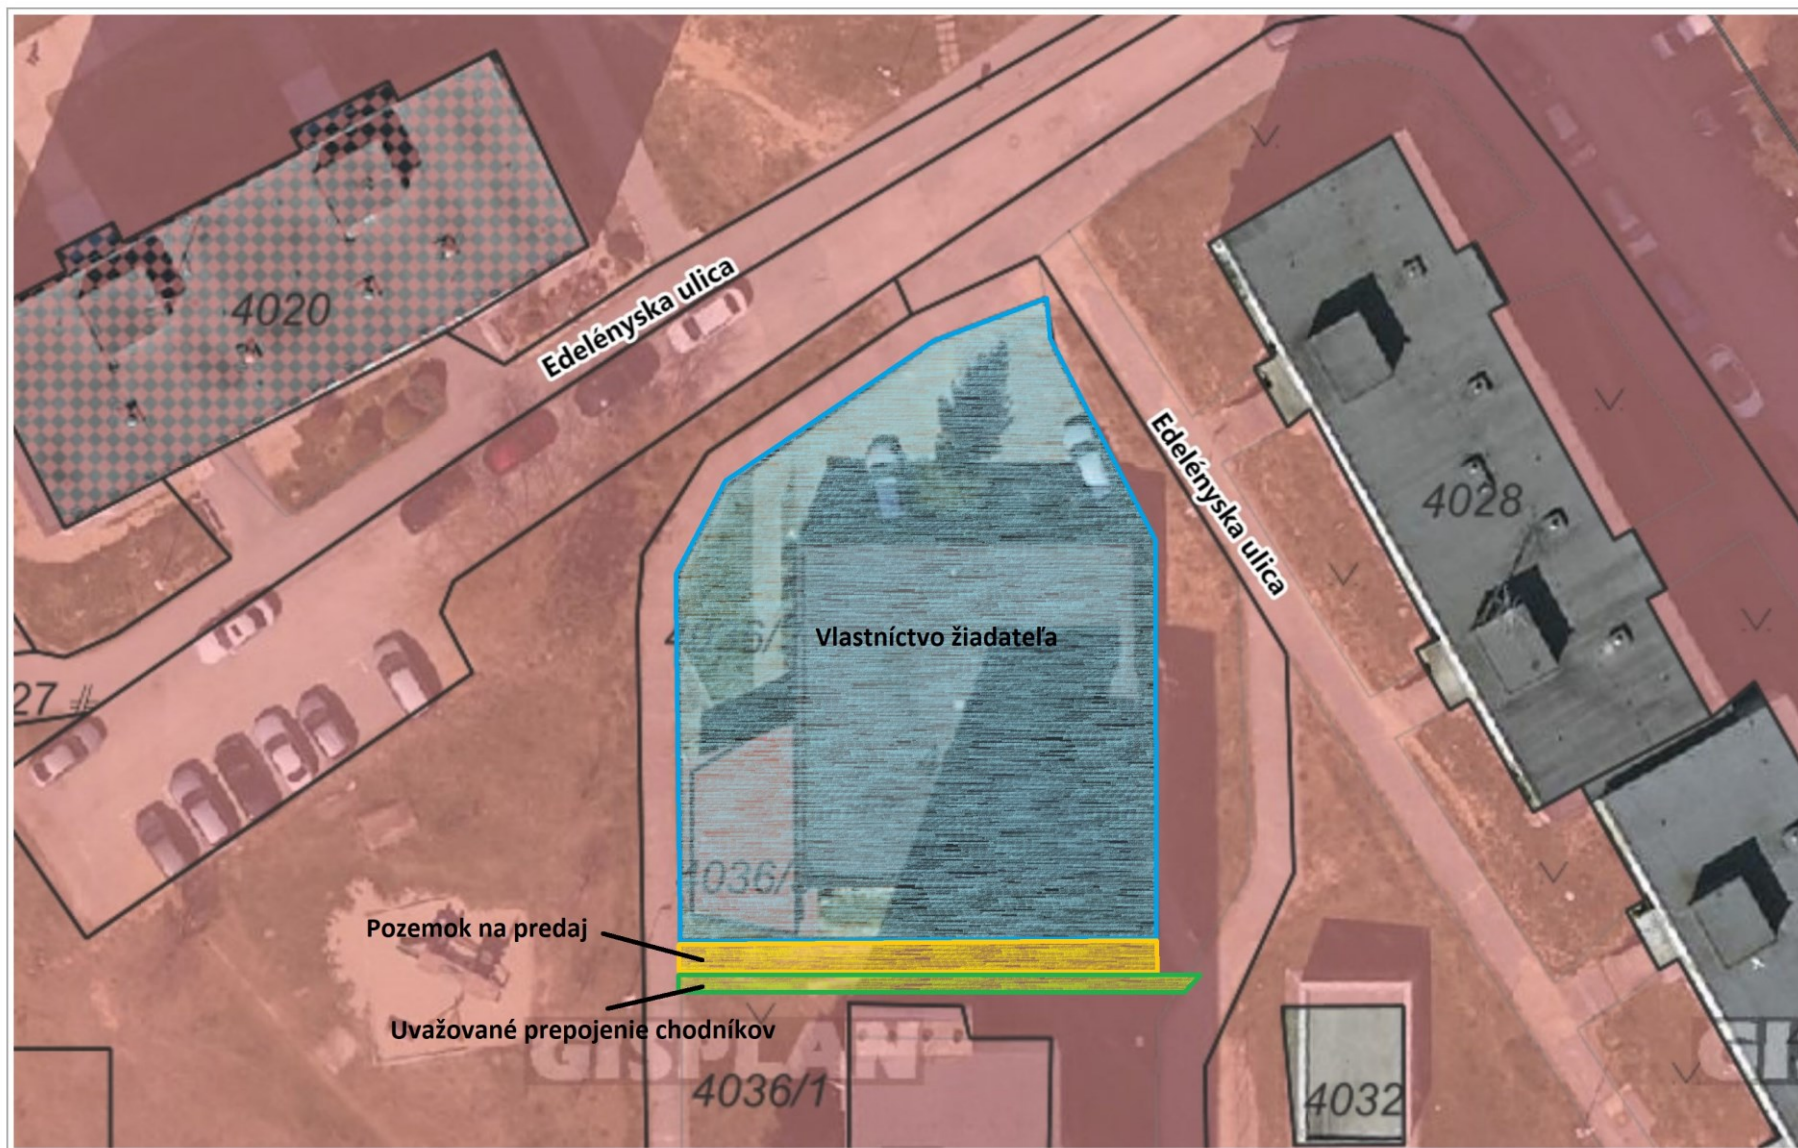 4020
Edelényska ulica
Edelényska ulica
4028
Vlastníctvo žiadateľa
27
4036/
Pozemok na predaj
Uvažované prepojenie chodníkov
GISPLAN
4036/1
4032